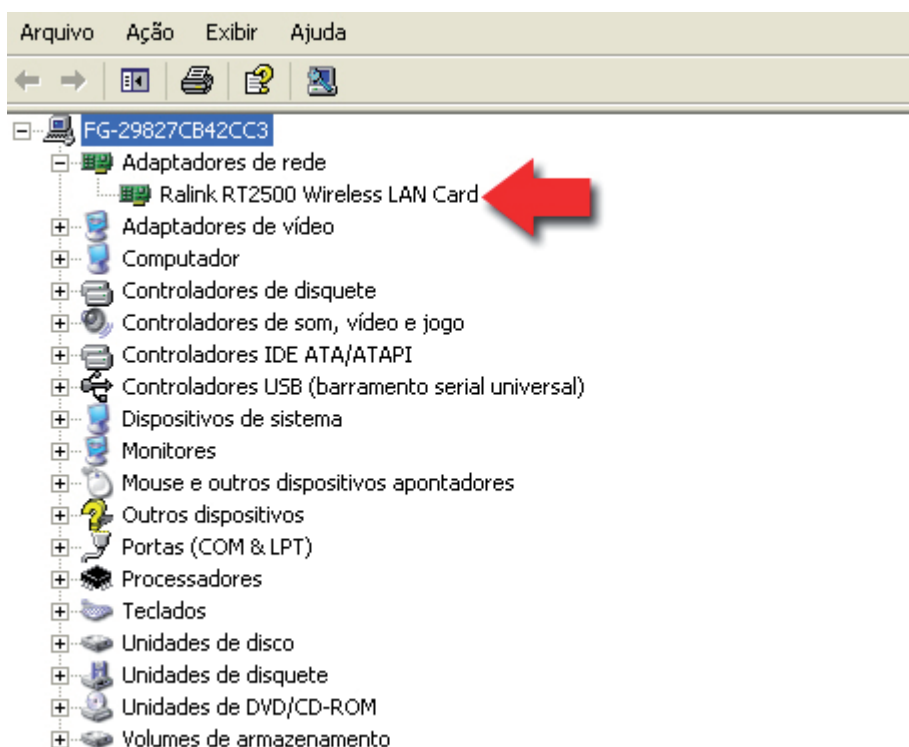 Arquivo Ação Exibir Ajuda
FG-29827CB42CC3
Adaptadores de rede
Ralink RT2500 Wireless LAN Card
Adaptadores de vídeo
Computador
Controladores de disquete
Controladores de som, vídeo e jogo
Controladores IDE ATA/ATAPI
Controladores USB (barramento serial universal)
Dispositivos de sistema
Monitores
Mouse e outros dispositivos apontadores
Outros dispositivos
Portas (COM & LPT)
Processadores
Teclados
Unidades de disco
Unidades de disquete
Unidades de DVD/CD-ROM
Volumes de armazenamento